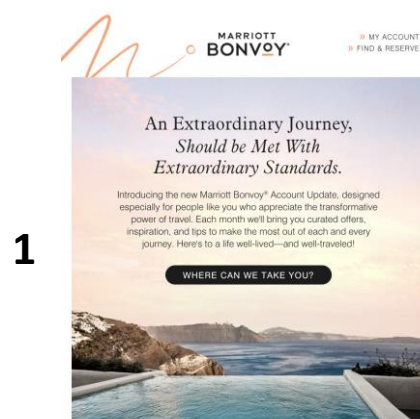 MARRIOTT
BONVOY®
» MY ACCOUNT
» FIND & RESERVE
An Extraordinary Journey,
Should be Met With
Extraordinary Standards.
Introducing the new Marriott Bonvoy® Account Update, designed
especially for people like you who appreciate the transformative
power of travel. Each month we'll bring you curated offers,
inspiration, and tips to make the most out of each and every
journey. Here's to a life well-lived—and well-traveled!
1
WHERE CAN WE TAKE YOU?